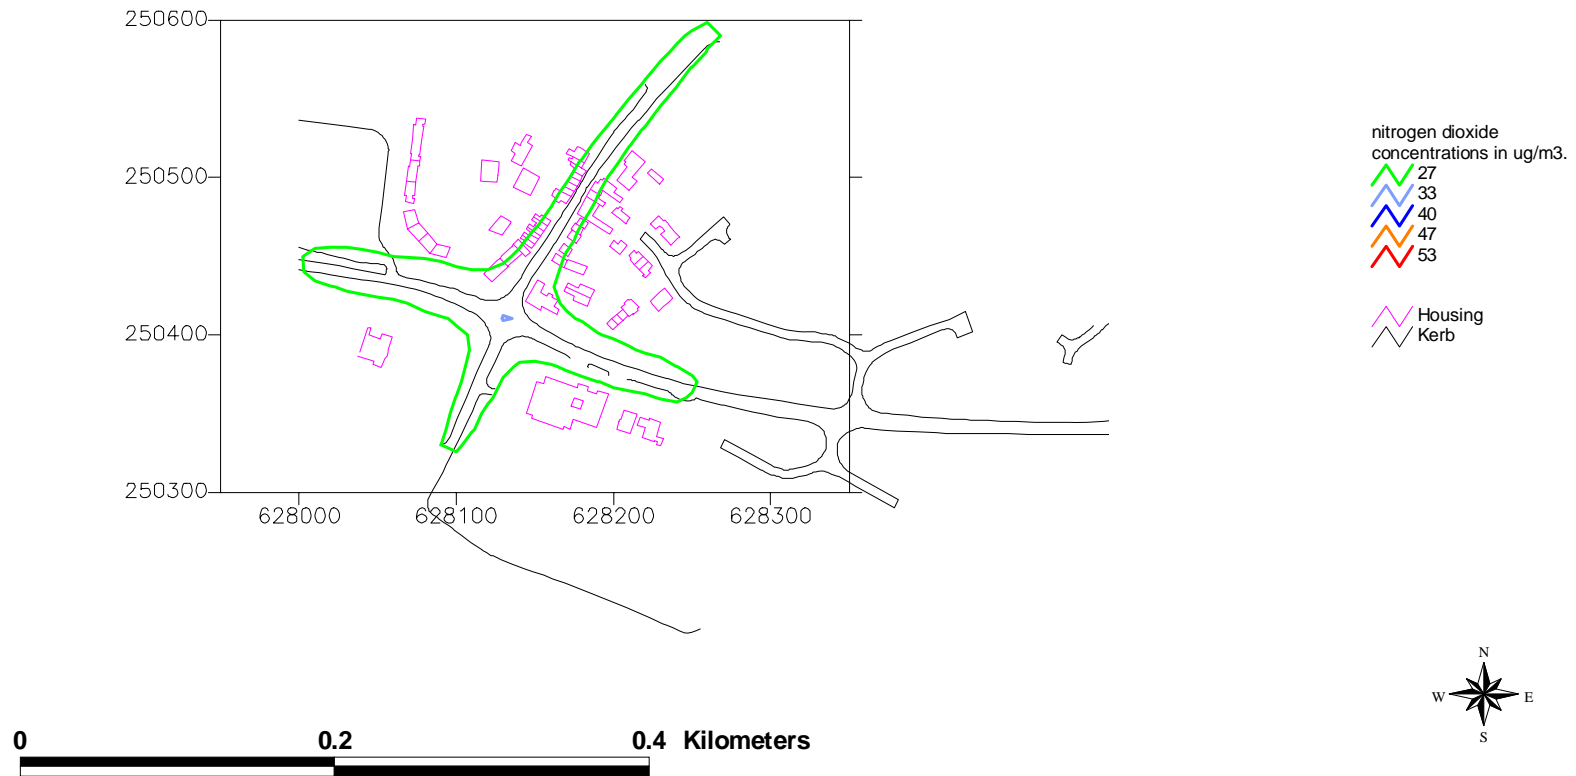 250600
250500
250400
250300
628000 628100 628200 628300
nitrogen dioxide
concentrations in ug/m3.
27
33
40
47
53
Housing
Kerb
N
W E
S
0 0.2 0.4 Kilometers